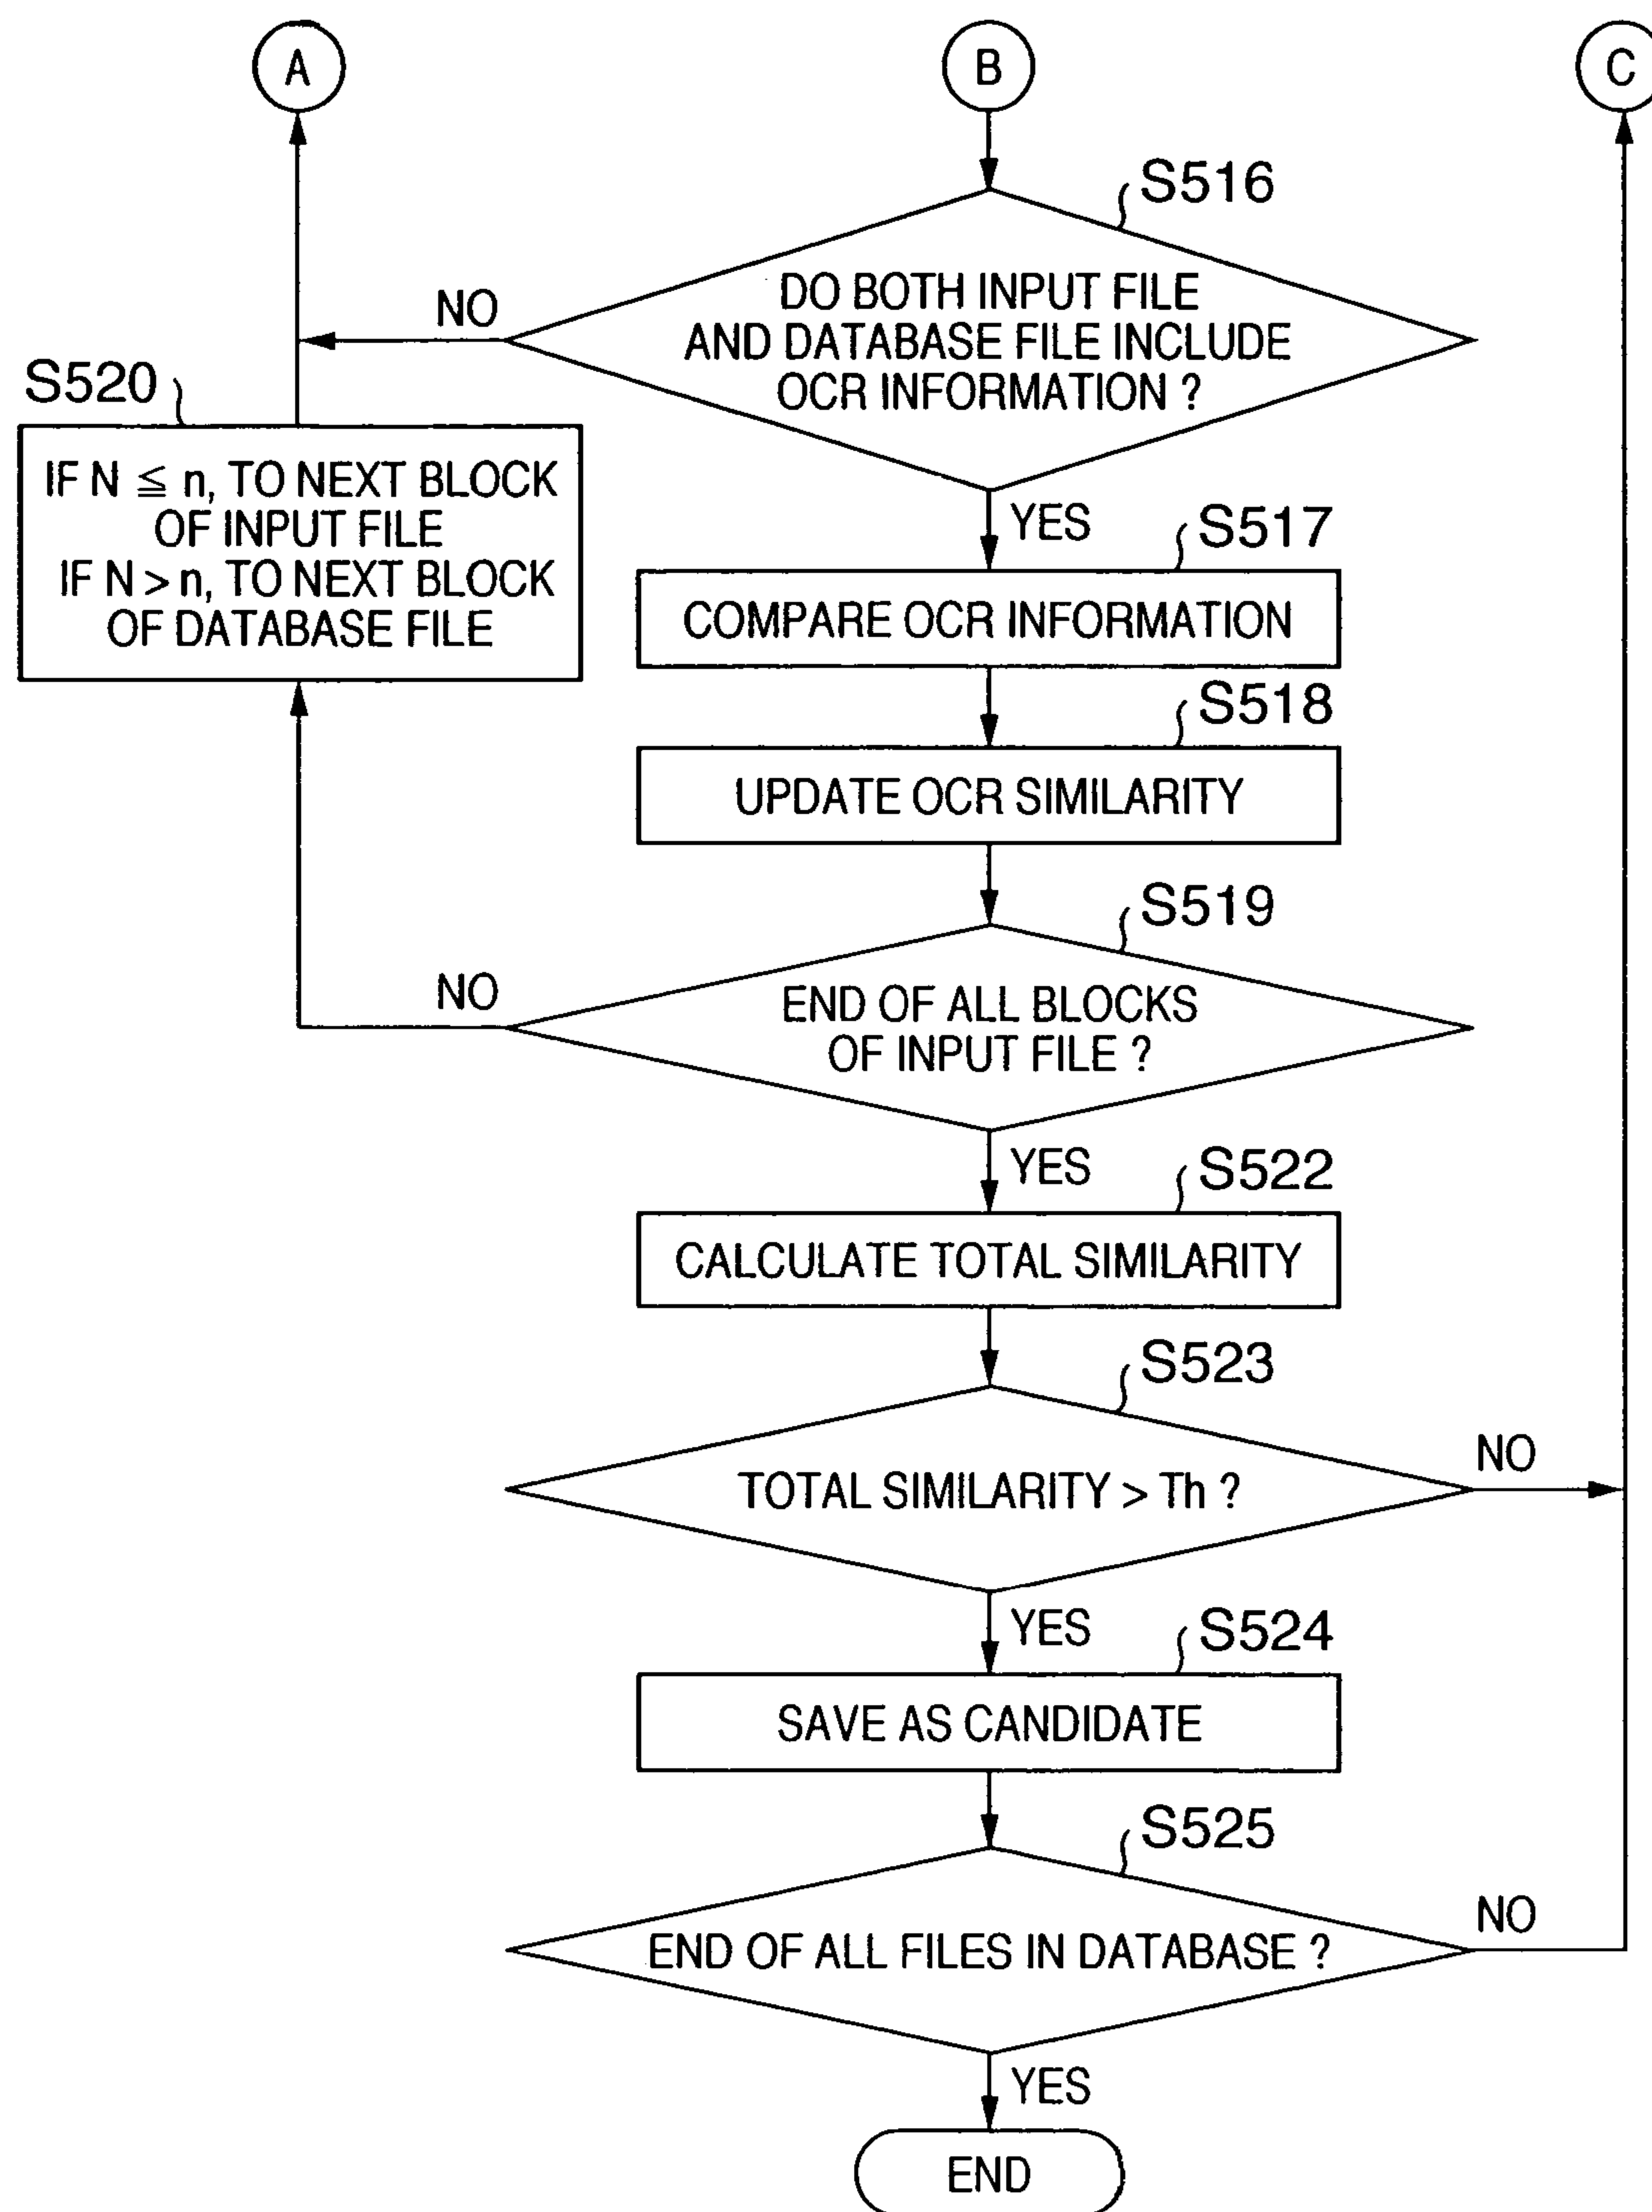 A
B
C
S516
DO BOTH INPUT FILE
AND DATABASE FILE INCLUDE
OCR INFORMATION ?
NO
S520
IF N ≦ n, TO NEXT BLOCK
OF INPUT FILE
IF N > n, TO NEXT BLOCK
OF DATABASE FILE
YES
S517
COMPARE OCR INFORMATION
S518
UPDATE OCR SIMILARITY
S519
NO
END OF ALL BLOCKS
OF INPUT FILE ?
YES
S522
CALCULATE TOTAL SIMILARITY
S523
TOTAL SIMILARITY > Th ?
NO
YES
S524
SAVE AS CANDIDATE
S525
END OF ALL FILES IN DATABASE ?
NO
YES
END